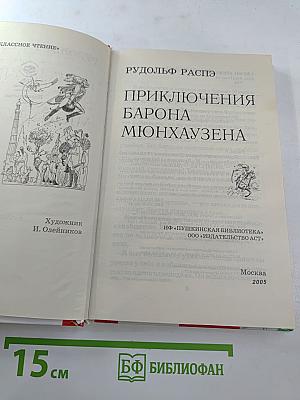 КЛАССНОЕ ЧТЕНИЕ»
Художник
И. Олейников
РУДОЛЬФ РАСПЭ
ПРИКЛЮЧЕНИЯ
БАРОНА
МЮНХАУЗЕНА
НФ «ПУШКИНСКАЯ БИБЛИОТЕКА»
ООО «ИЗДАТЕЛЬСТВО АСТ»
Москва
2005
15 см
БФ БИБЛИОФАН